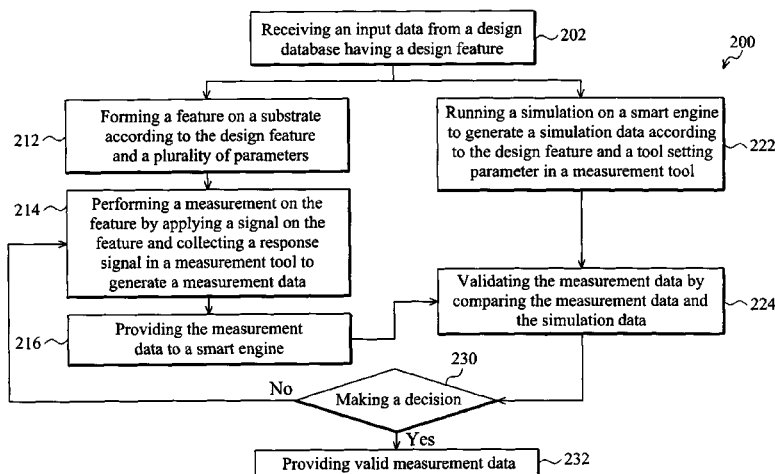 Receiving an input data from a design
database having a design feature
202
200
Forming a feature on a substrate
according to the design feature
and a plurality of parameters
212
Running a simulation on a smart engine
to generate a simulation data according
to the design feature and a tool setting
parameter in a measurement tool
222
214
Performing a measurement on the
feature by applying a signal on the
feature and collecting a response
signal in a measurement tool to
generate a measurement data
Validating the measurement data by
comparing the measurement data and
the simulation data
224
216
Providing the measurement
data to a smart engine
230
No
Making a decision
Yes
Providing valid measurement data
232